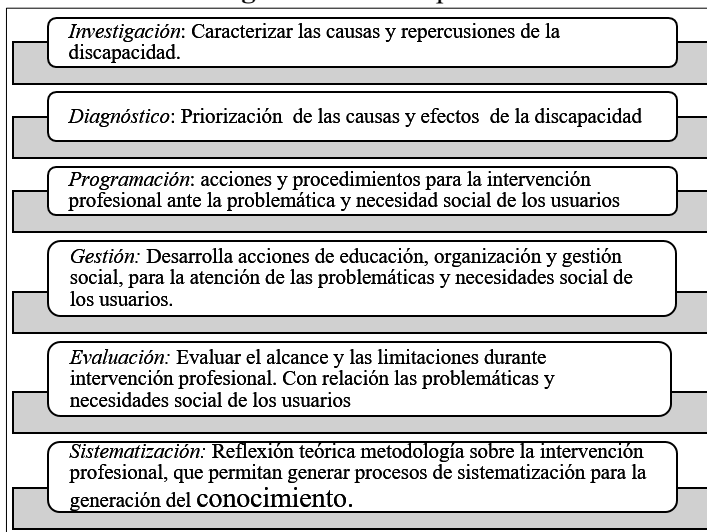 Investigación: Caracterizar las causas y repercusiones de la
discapacidad.
Diagnóstico: Priorización de las causas y efectos de la discapacidad
Programación: acciones y procedimientos para la intervención
profesional ante la problemática y necesidad social de los usuarios
Gestión: Desarrolla acciones de educación, organización y gestión
social, para la atención de las problemáticas y necesidades social de
los usuarios.
Evaluación: Evaluar el alcance y las limitaciones durante
intervención profesional. Con relación las problemáticas y
necesidades social de los usuarios
Sistematización: Reflexión teórica metodología sobre la intervención
profesional, que permitan generar procesos de sistematización para la
generación del conocimiento.